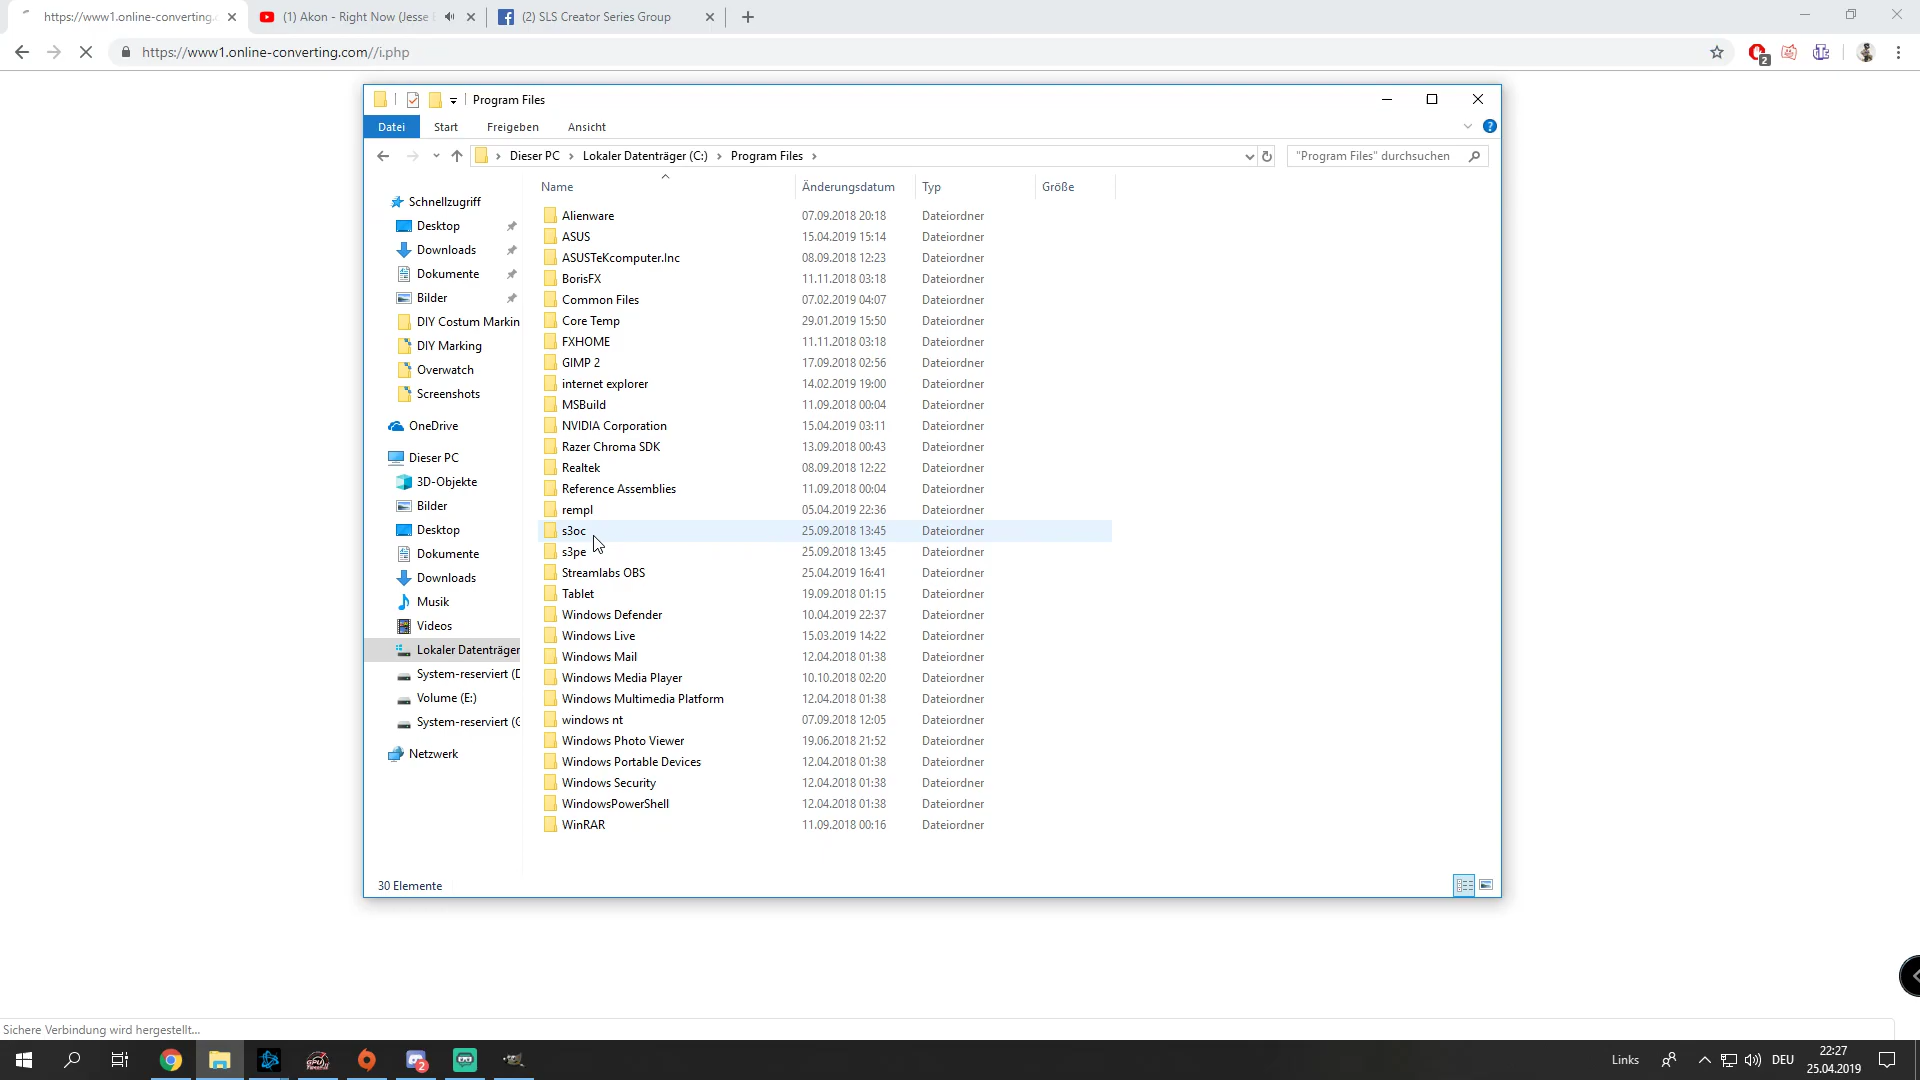 https://www1.online-converting.
(1) Akon - Right Now (Jesse
(2) SLS Creator Series Group
https://www1.online-converting.com//i.php
2
Program Files
Datei Start Freigeben Ansicht
Dieser PC Lokaler Datenträger (C:) Program Files
"Program Files" durchsuchen
Name Änderungsdatum Typ Größe
Schnellzugriff
Desktop
Downloads
Dokumente
Bilder
DIY Costum Markin
DIY Marking
Overwatch
Screenshots
OneDrive
Dieser PC
3D-Objekte
Bilder
Desktop
Dokumente
Downloads
Musik
Videos
Lokaler Datenträger
System-reserviert (D
Volume (E:)
System-reserviert (G
Netzwerk
Alienware 07.09.2018 20:18 Dateiordner
ASUS 15.04.2019 15:14 Dateiordner
ASUSTeKcomputer.Inc 08.09.2018 12:23 Dateiordner
BorisFX 11.11.2018 03:18 Dateiordner
Common Files 07.02.2019 04:07 Dateiordner
Core Temp 29.01.2019 15:50 Dateiordner
FXHOME 11.11.2018 03:18 Dateiordner
GIMP 2 17.09.2018 02:56 Dateiordner
internet explorer 14.02.2019 19:00 Dateiordner
MSBuild 11.09.2018 00:04 Dateiordner
NVIDIA Corporation 15.04.2019 03:11 Dateiordner
Razer Chroma SDK 13.09.2018 00:43 Dateiordner
Realtek 08.09.2018 12:22 Dateiordner
Reference Assemblies 11.09.2018 00:04 Dateiordner
rempl 05.04.2019 22:36 Dateiordner
s3oc 25.09.2018 13:45 Dateiordner
s3pe 25.09.2018 13:45 Dateiordner
Streamlabs OBS 25.04.2019 16:41 Dateiordner
Tablet 19.09.2018 01:15 Dateiordner
Windows Defender 10.04.2019 22:37 Dateiordner
Windows Live 15.03.2019 14:22 Dateiordner
Windows Mail 12.04.2018 01:38 Dateiordner
Windows Media Player 10.10.2018 02:20 Dateiordner
Windows Multimedia Platform 12.04.2018 01:38 Dateiordner
windows nt 07.09.2018 12:05 Dateiordner
Windows Photo Viewer 19.06.2018 21:52 Dateiordner
Windows Portable Devices 12.04.2018 01:38 Dateiordner
Windows Security 12.04.2018 01:38 Dateiordner
WindowsPowerShell 12.04.2018 01:38 Dateiordner
WinRAR 11.09.2018 00:16 Dateiordner
30 Elemente
Sichere Verbindung wird hergestellt...
2
Links
DEU
22:27
25.04.2019